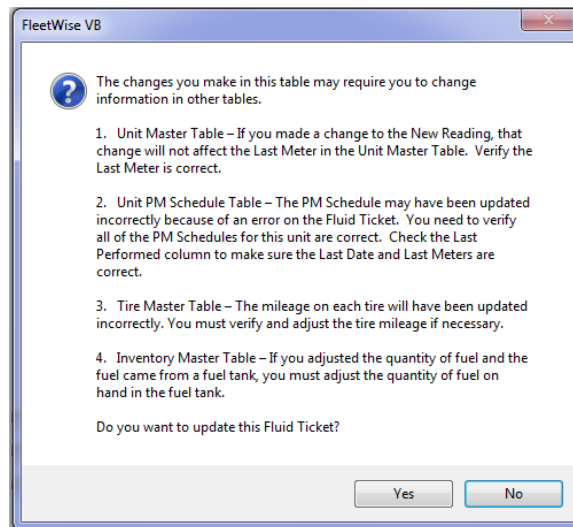 FleetWise VB
The changes you make in this table may require you to change
information in other tables.
1. Unit Master Table – If you made a change to the New Reading, that
change will not affect the Last Meter in the Unit Master Table. Verify the
Last Meter is correct.
2. Unit PM Schedule Table – The PM Schedule may have been updated
incorrectly because of an error on the Fluid Ticket. You need to verify
all of the PM Schedules for this unit are correct. Check the Last
Performed column to make sure the Last Date and Last Meters are
correct.
3. Tire Master Table – The mileage on each tire will have been updated
incorrectly. You must verify and adjust the tire mileage if necessary.
4. Inventory Master Table – If you adjusted the quantity of fuel and the
fuel came from a fuel tank, you must adjust the quantity of fuel on
hand in the fuel tank.
Do you want to update this Fluid Ticket?
Yes No